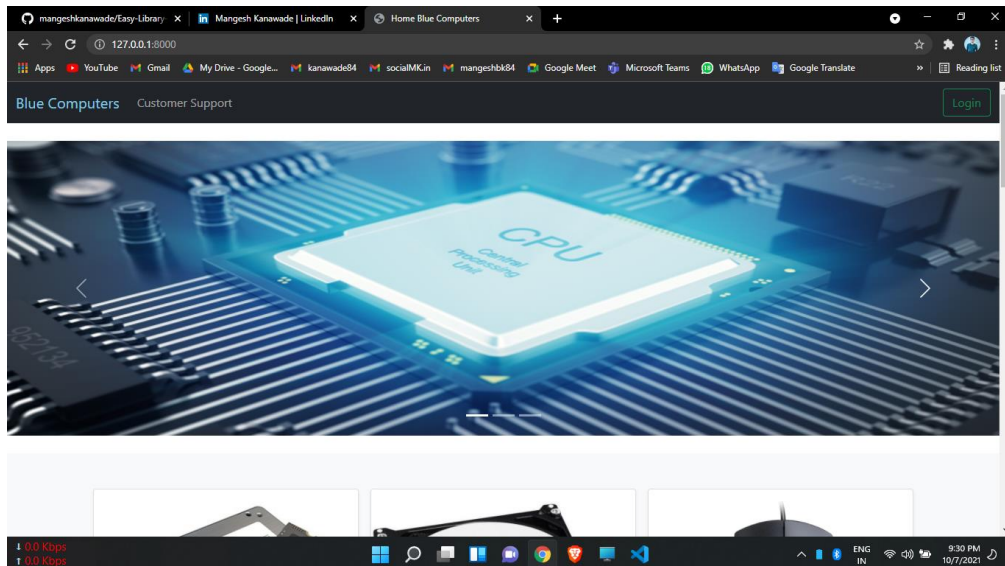 mangeshkanawade/Easy-Library-
Mangesh Kanawade | LinkedIn
Home Blue Computers
127.0.0.1:8000
Apps YouTube Gmail My Drive - Google... kanawade84 socialMK.in mangeshbk84 Google Meet Microsoft Teams WhatsApp Google Translate » Reading list
Blue Computers Customer Support Login
CPU
Central
Processing
Unit
952134
↓ 0.0 Kbps
↑ 0.0 Kbps
ENG
IN
9:30 PM
10/7/2021